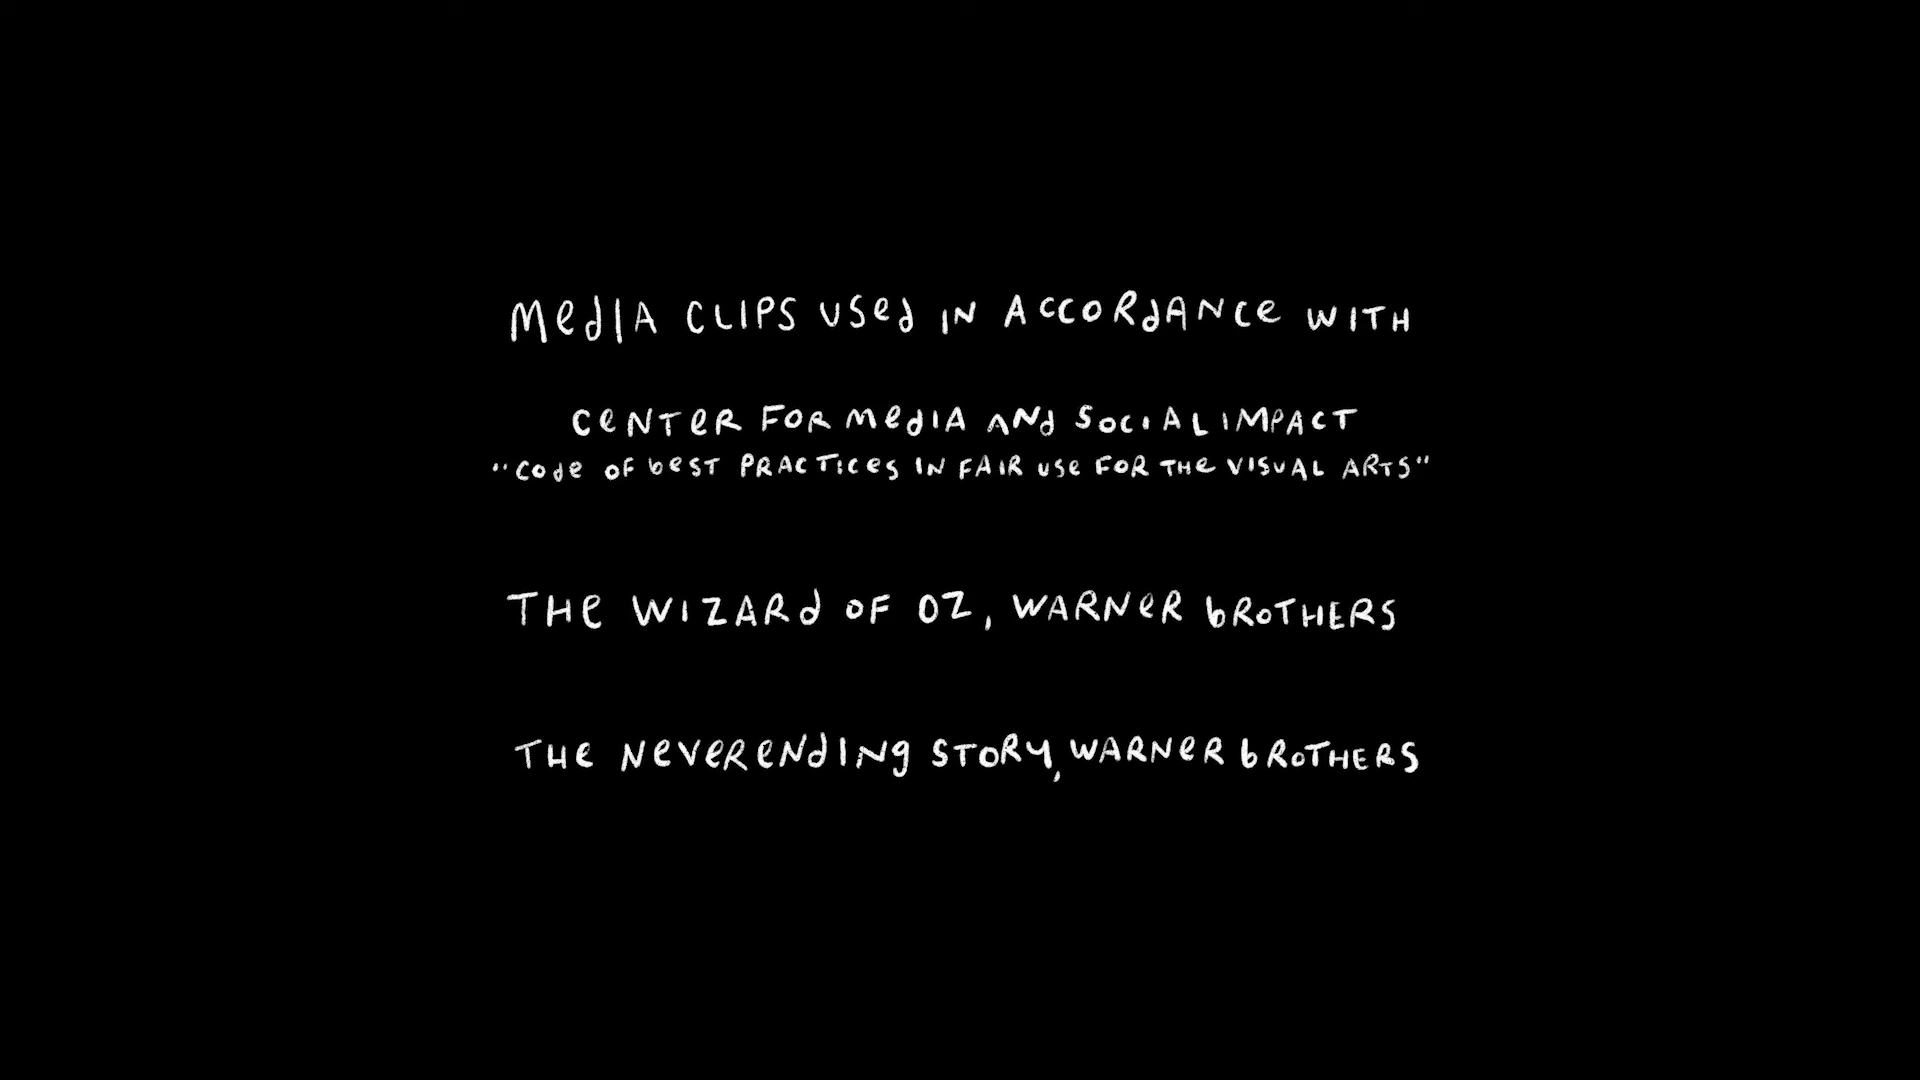 MediA CLIPS USed IN ACCORdANCe WITH
CeNTeR FOR MediA ANd SOCIAL IMPACT
"Code OF beST PRACTICeS IN FAIR USe FOR THe VISUAL ARTS"
THe WIZARd OF OZ, WARNeR bROTHERS
THe NeVeReNdINg STORY, WARNeR bROTHERS